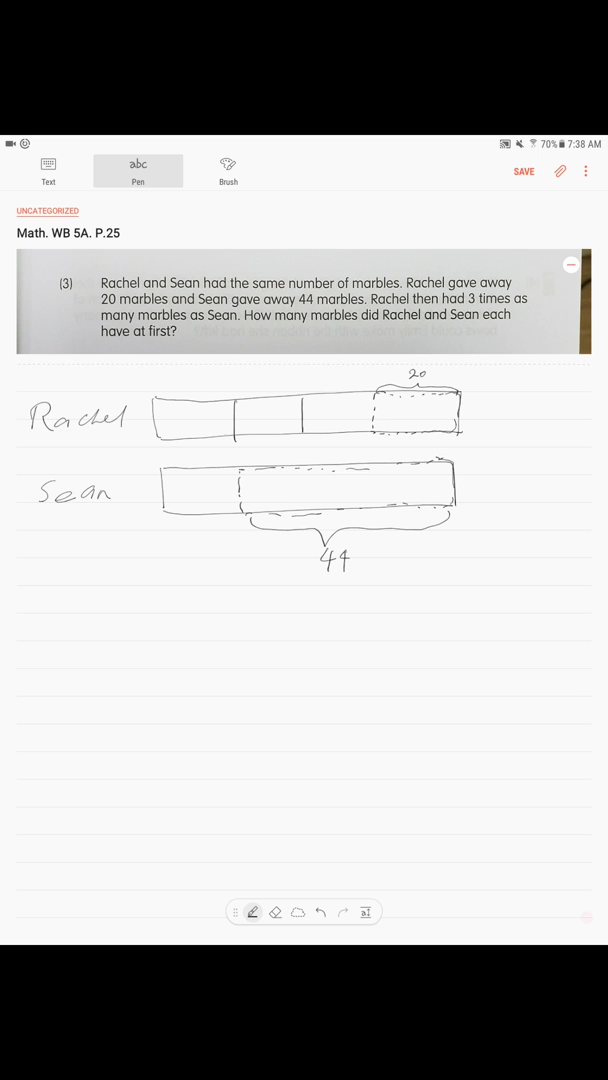 70% 7:38 AM
abc
Text Pen Brush SAVE
UNCATEGORIZED
Math. WB 5A. P.25
(3) Rachel and Sean had the same number of marbles. Rachel gave away
20 marbles and Sean gave away 44 marbles. Rachel then had 3 times as
many marbles as Sean. How many marbles did Rachel and Sean each
have at first?
20
Rachel
Sean
44